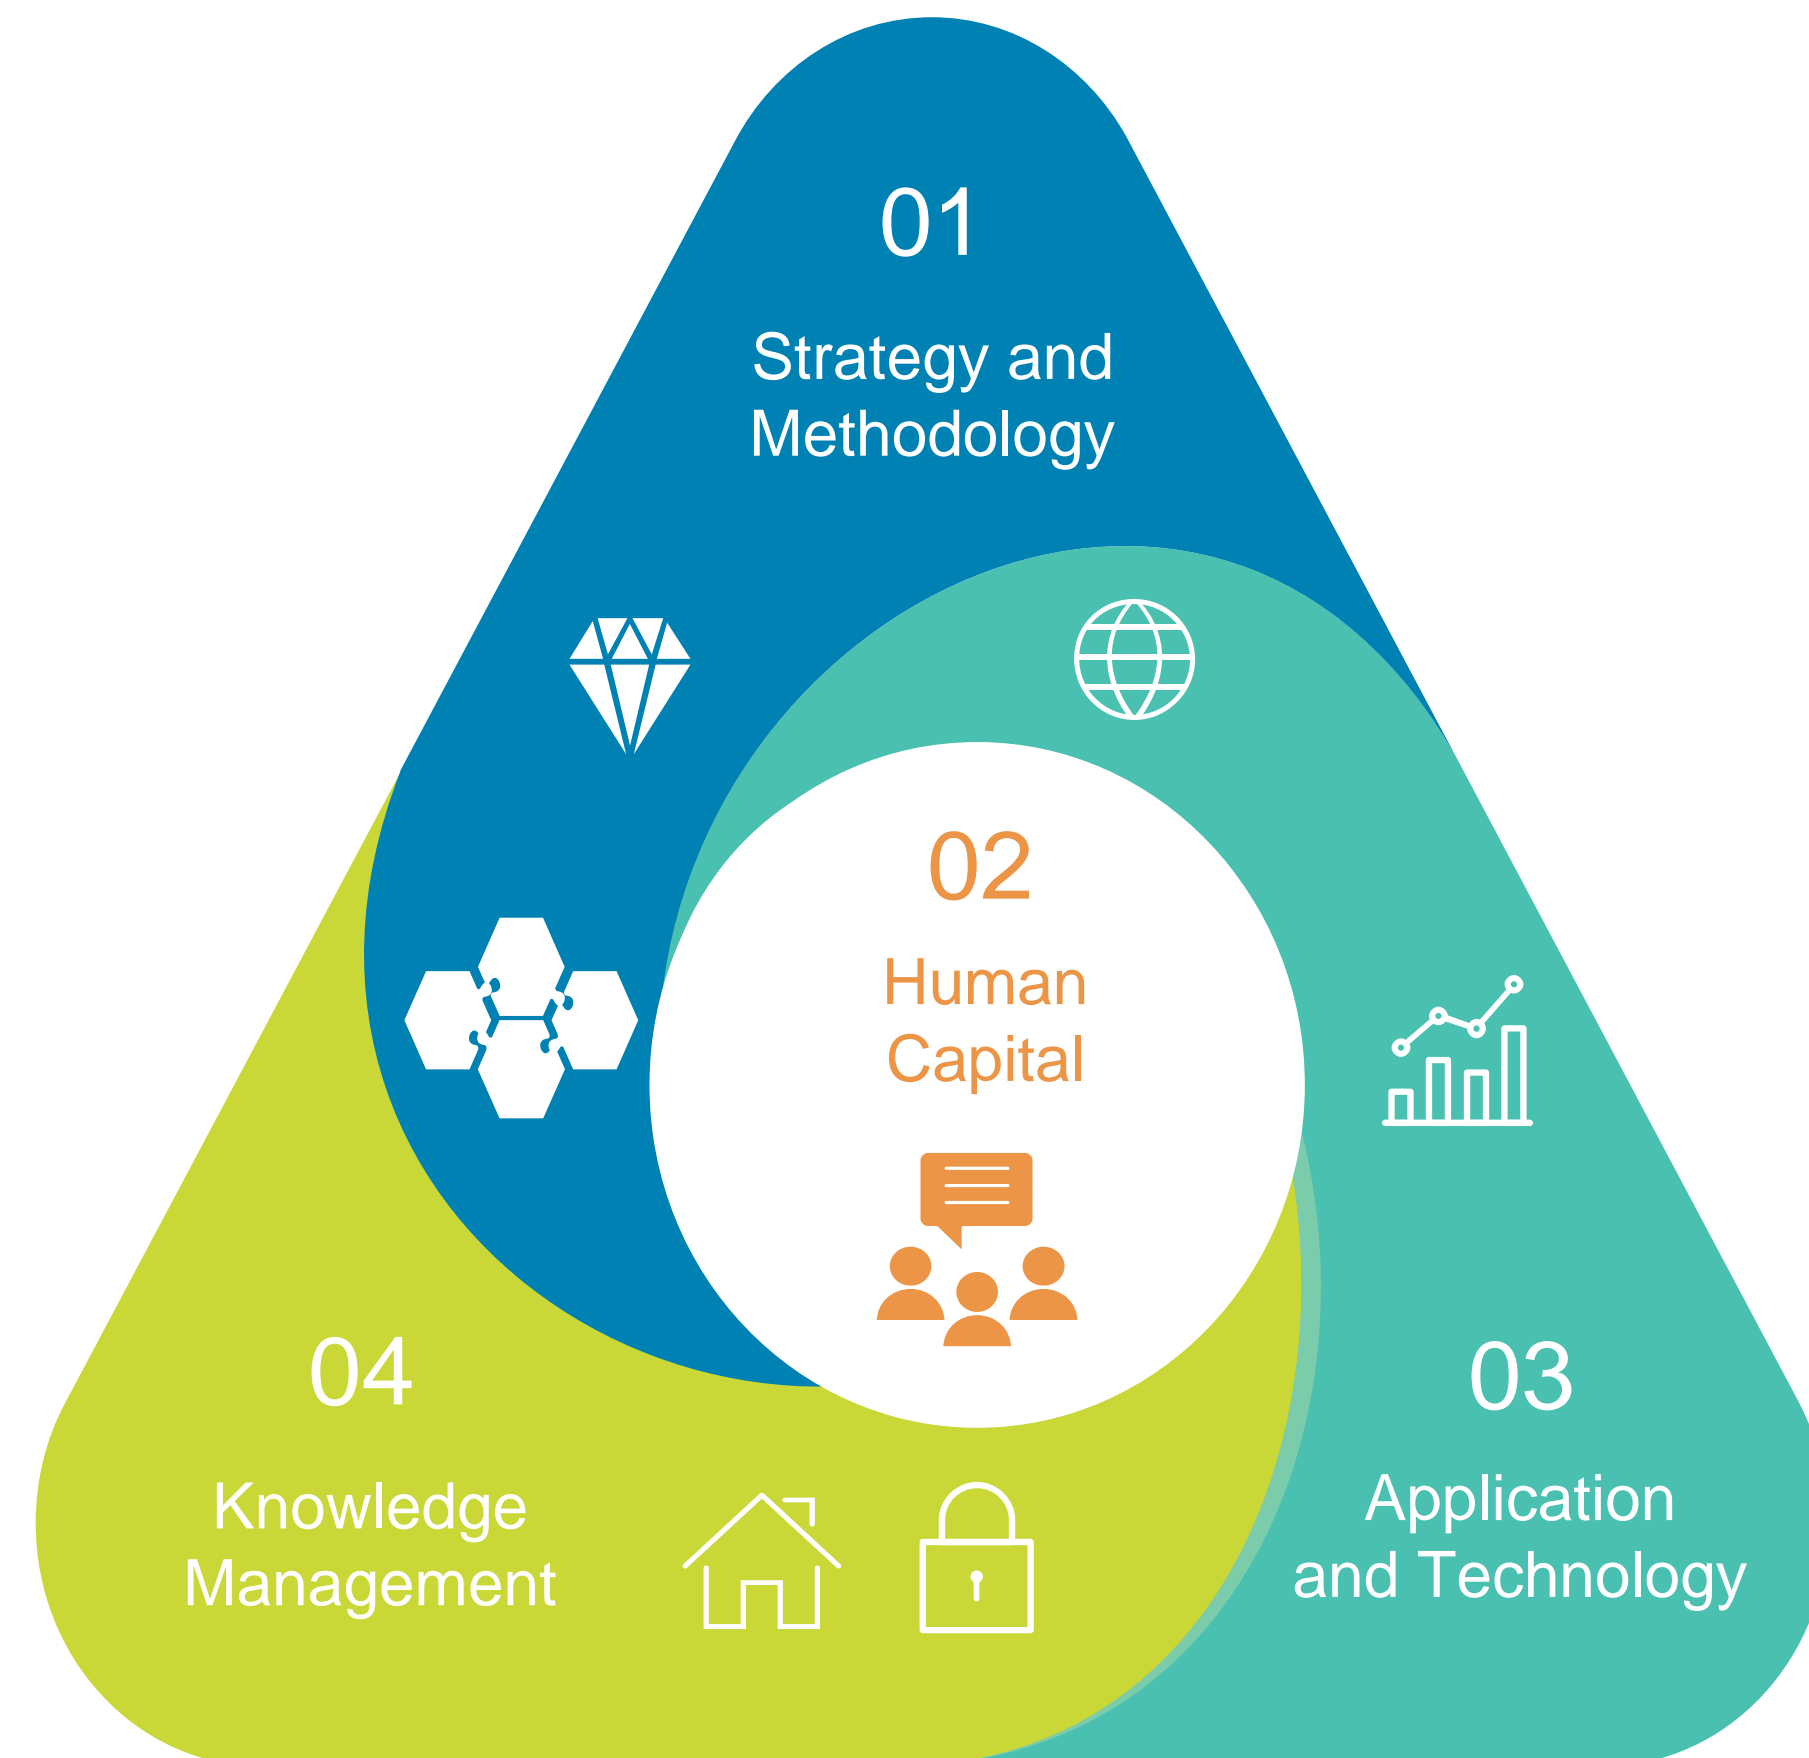 01
Strategy and
Methodology
02
Human
Capital
03
Application
and Technology
04
Knowledge
Management